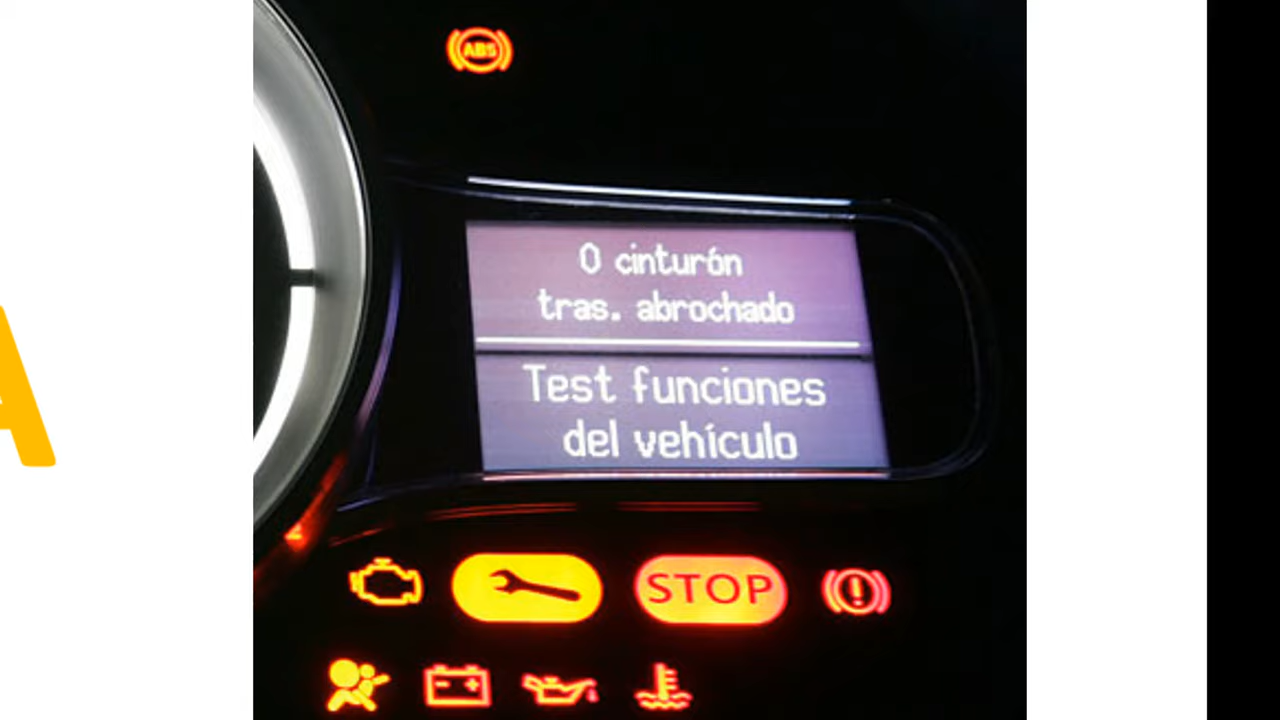 ABS
0 cinturón
tras. abrochado
Test funciones
del vehículo
STOP
A